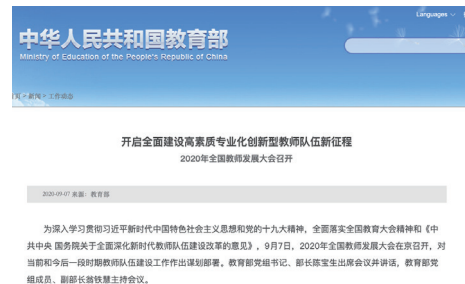 Languages
中华人民共和国教育部
Ministry of Education of the People's Republic of China
> 新闻 > 工作动态
开启全面建设高素质专业化创新型教师队伍新征程
2020年全国教师发展大会召开
2020-09-07 来源：教育部
为深入学习贯彻习近平新时代中国特色社会主义思想和党的十九大精神，全面落实全国教育大会精神和《中
共中央 国务院关于全面深化新时代教师队伍建设改革的意见》，9月7日，2020年全国教师发展大会在京召开，对
当前和今后一段时期教师队伍建设工作作出谋划部署。教育部党组书记、部长陈宝生出席会议并讲话，教育部党
组成员、副部长翁铁慧主持会议。